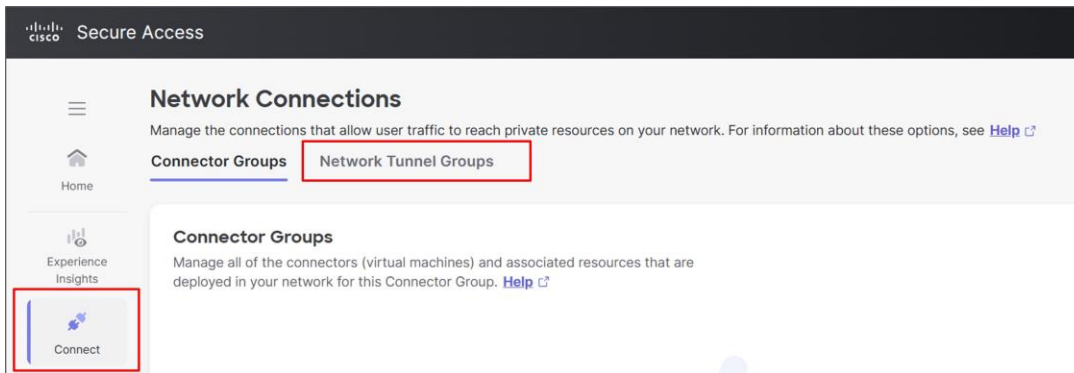 cisco Secure Access
Network Connections
Manage the connections that allow user traffic to reach private resources on your network. For information about these options, see Help
Connector Groups Network Tunnel Groups
Home
Connector Groups
Manage all of the connectors (virtual machines) and associated resources that are
deployed in your network for this Connector Group. Help
Experience
Insights
Connect